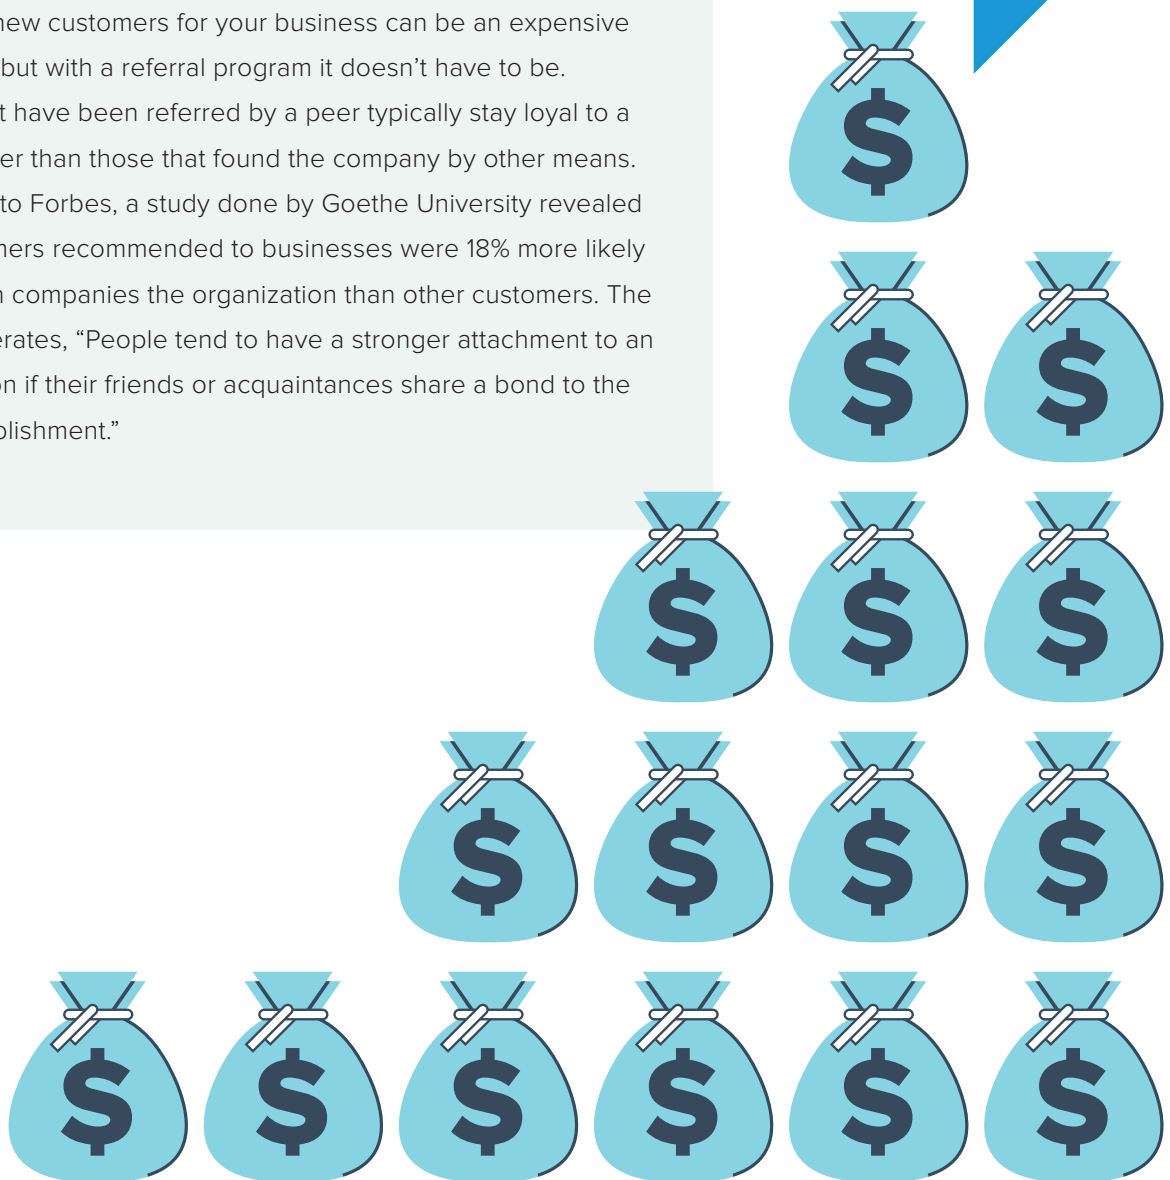 new customers for your business can be an expensive
but with a referral program it doesn’t have to be.
t have been referred by a peer typically stay loyal to a
er than those that found the company by other means.
to Forbes, a study done by Goethe University revealed
ners recommended to businesses were 18% more likely
n companies the organization than other customers. The
erates, “People tend to have a stronger attachment to an
on if their friends or acquaintances share a bond to the
olishment.”
$
$ $
$ $ $
$ $ $ $
$ $ $ $ $ $